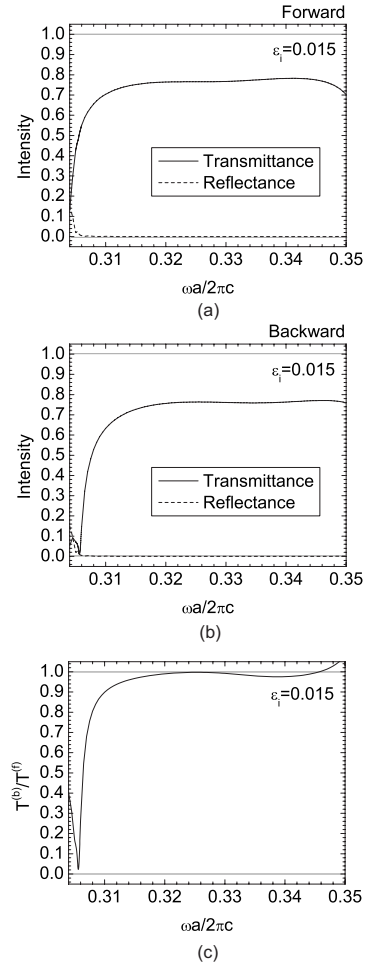 Forward
εi=0.015
1.0
0.9
0.8
0.7
0.6
0.5
0.4
0.3
0.2
0.1
0.0
Intensity
Transmittance
Reflectance
0.31 0.32 0.33 0.34 0.35
ωa/2πc
(a)
Backward
εi=0.015
1.0
0.9
0.8
0.7
0.6
0.5
0.4
0.3
0.2
0.1
0.0
Intensity
Transmittance
Reflectance
0.31 0.32 0.33 0.34 0.35
ωa/2πc
(b)
εi=0.015
1.0
0.9
0.8
0.7
0.6
0.5
0.4
0.3
0.2
0.1
0.0
T(b)/T(f)
0.31 0.32 0.33 0.34 0.35
ωa/2πc
(c)